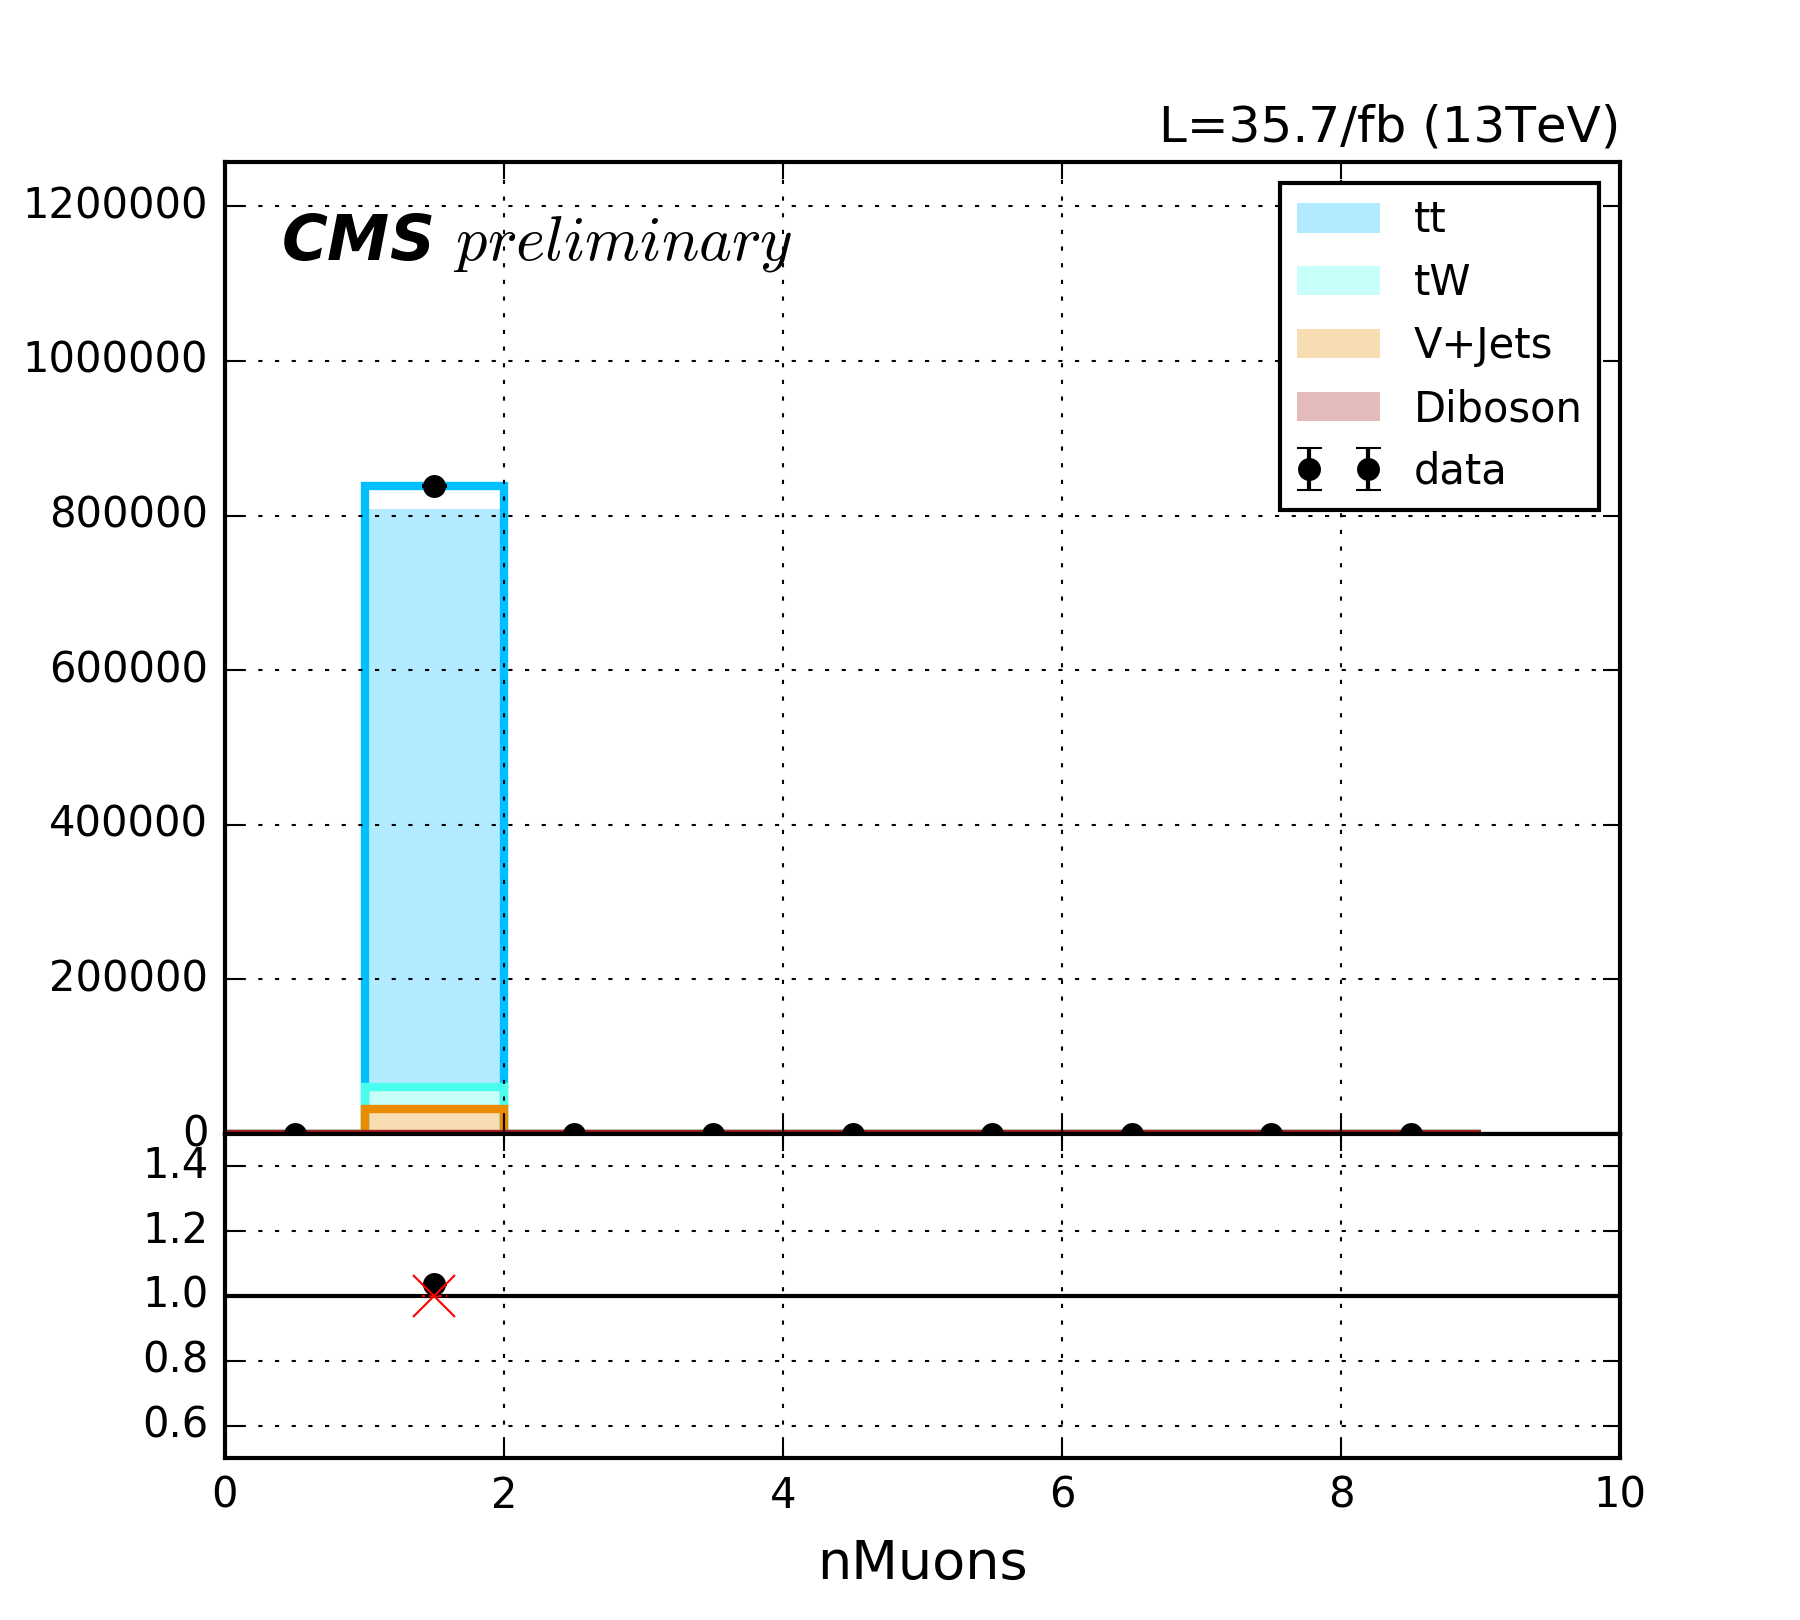 L=35.7/fb (13TeV)
CMS preliminary
1200000
1000000
800000
600000
400000
200000
0
tt
tW
V+Jets
Diboson
data
1.4
1.2
1.0
0.8
0.6
0 2 4 6 8 10
nMuons